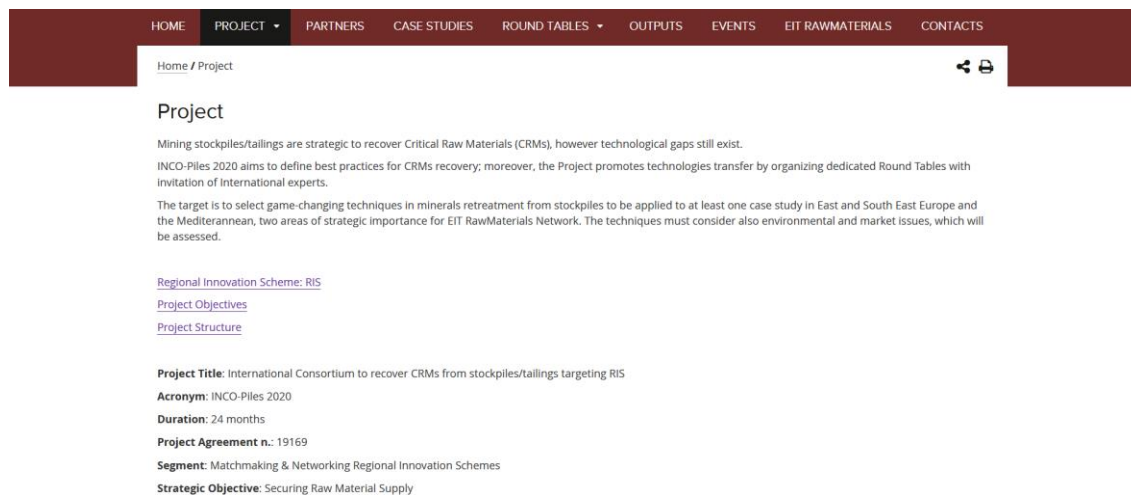 HOME PROJECT PARTNERS CASE STUDIES ROUND TABLES OUTPUTS EVENTS EIT RAWMATERIALS CONTACTS
Home / Project
Project
Mining stockpiles/tailings are strategic to recover Critical Raw Materials (CRMs), however technological gaps still exist.
INCO-Piles 2020 aims to define best practices for CRMs recovery; moreover, the Project promotes technologies transfer by organizing dedicated Round Tables with
invitation of International experts.
The target is to select game-changing techniques in minerals retreatment from stockpiles to be applied to at least one case study in East and South East Europe and
the Mediterannean, two areas of strategic importance for EIT RawMaterials Network. The techniques must consider also environmental and market issues, which will
be assessed.
Regional Innovation Scheme: RIS
Project Objectives
Project Structure
Project Title: International Consortium to recover CRMs from stockpiles/tailings targeting RIS
Acronym: INCO-Piles 2020
Duration: 24 months
Project Agreement n.: 19169
Segment: Matchmaking & Networking Regional Innovation Schemes
Strategic Objective: Securing Raw Material Supply